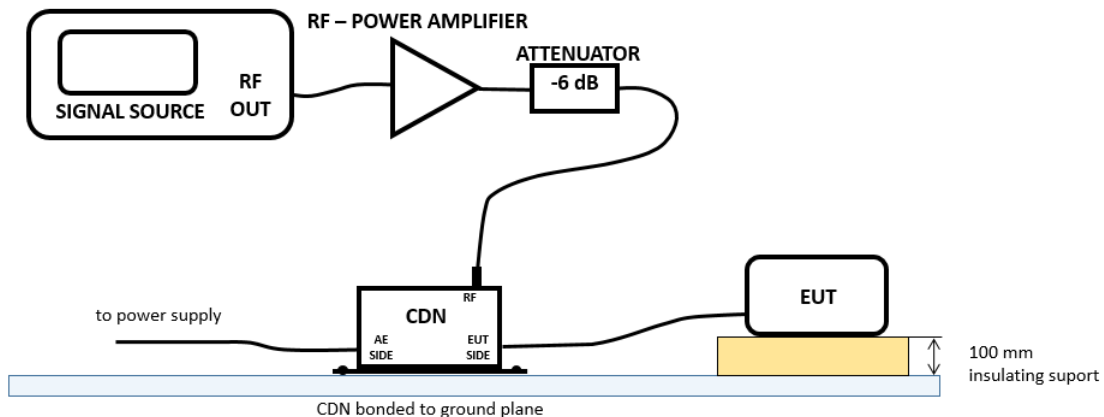 RF – POWER AMPLIFIER
ATTENUATOR
-6 dB
RF
OUT
SIGNAL SOURCE
RF
CDN
AE
SIDE
EUT
SIDE
EUT
to power supply
100 mm
insulating suport
CDN bonded to ground plane